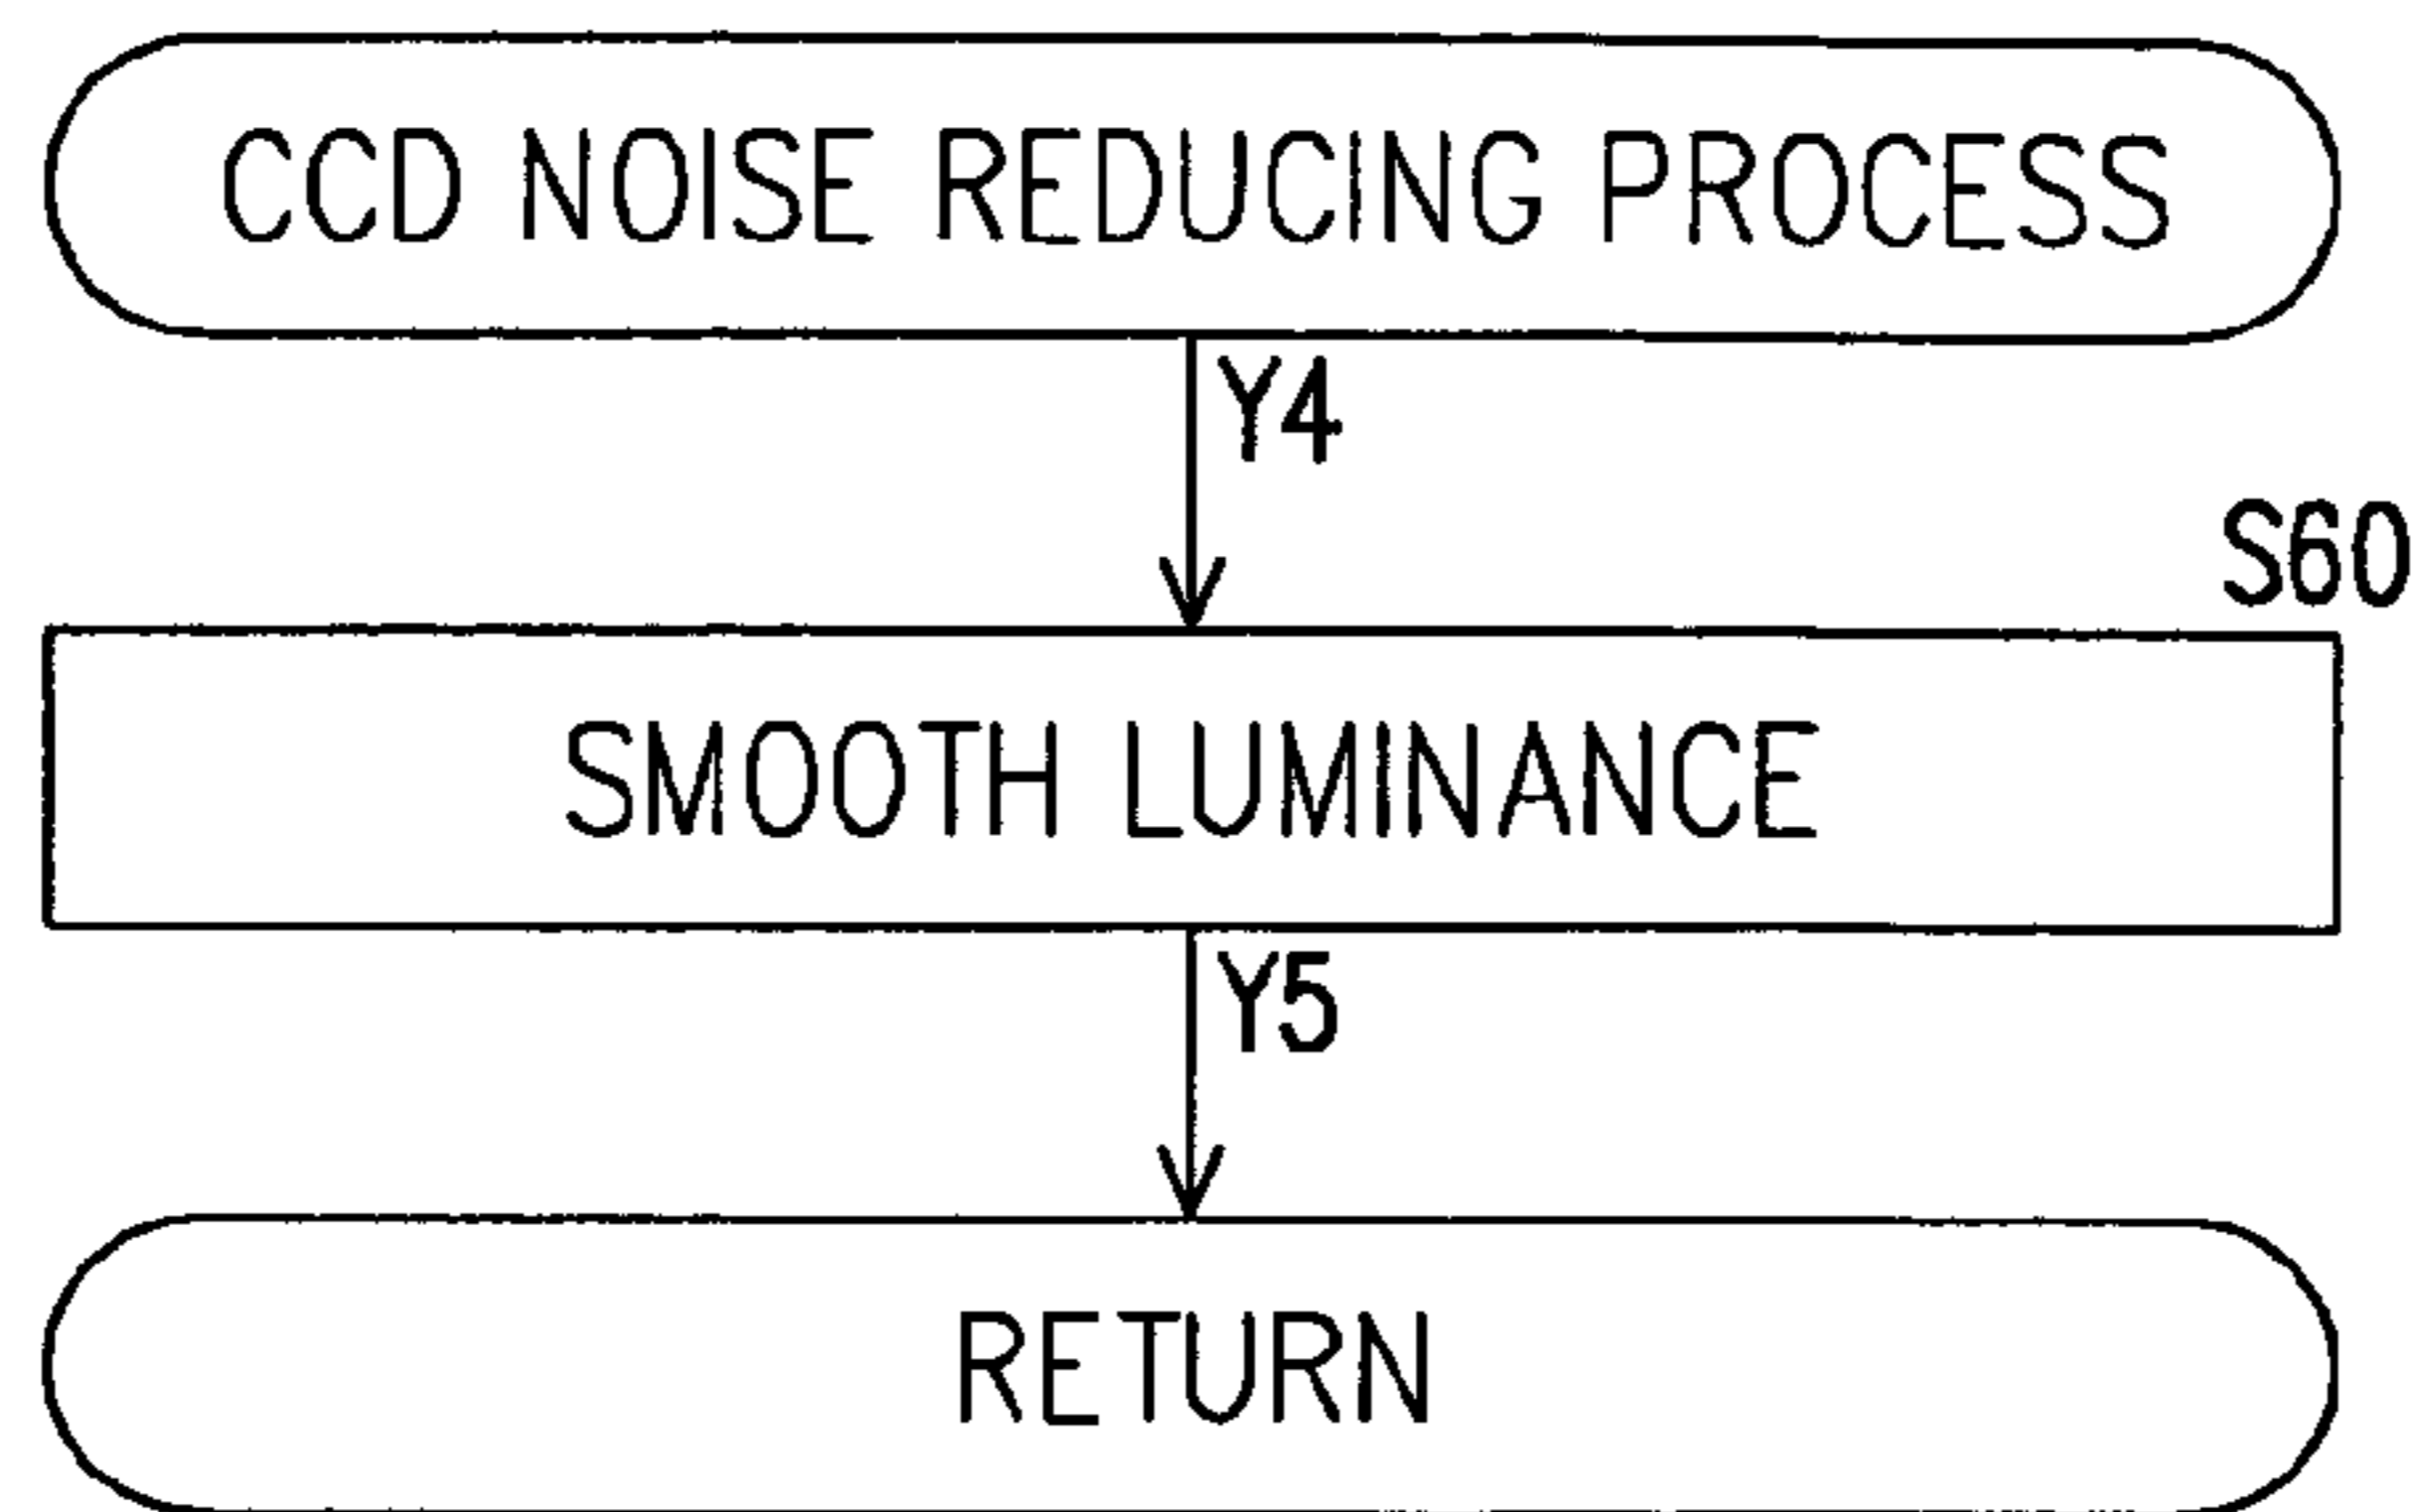 CCD NOISE REDUCING PROCESS
Y4
S60
SMOOTH LUMINANCE
Y5
RETURN